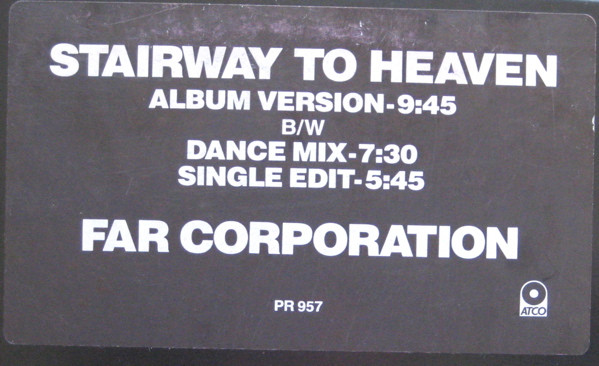 STAIRWAY TO HEAVEN
ALBUM VERSION-9:45
B/W
DANCE MIX-7:30
SINGLE EDIT-5:45
FAR CORPORATION
PR 957
ATCO